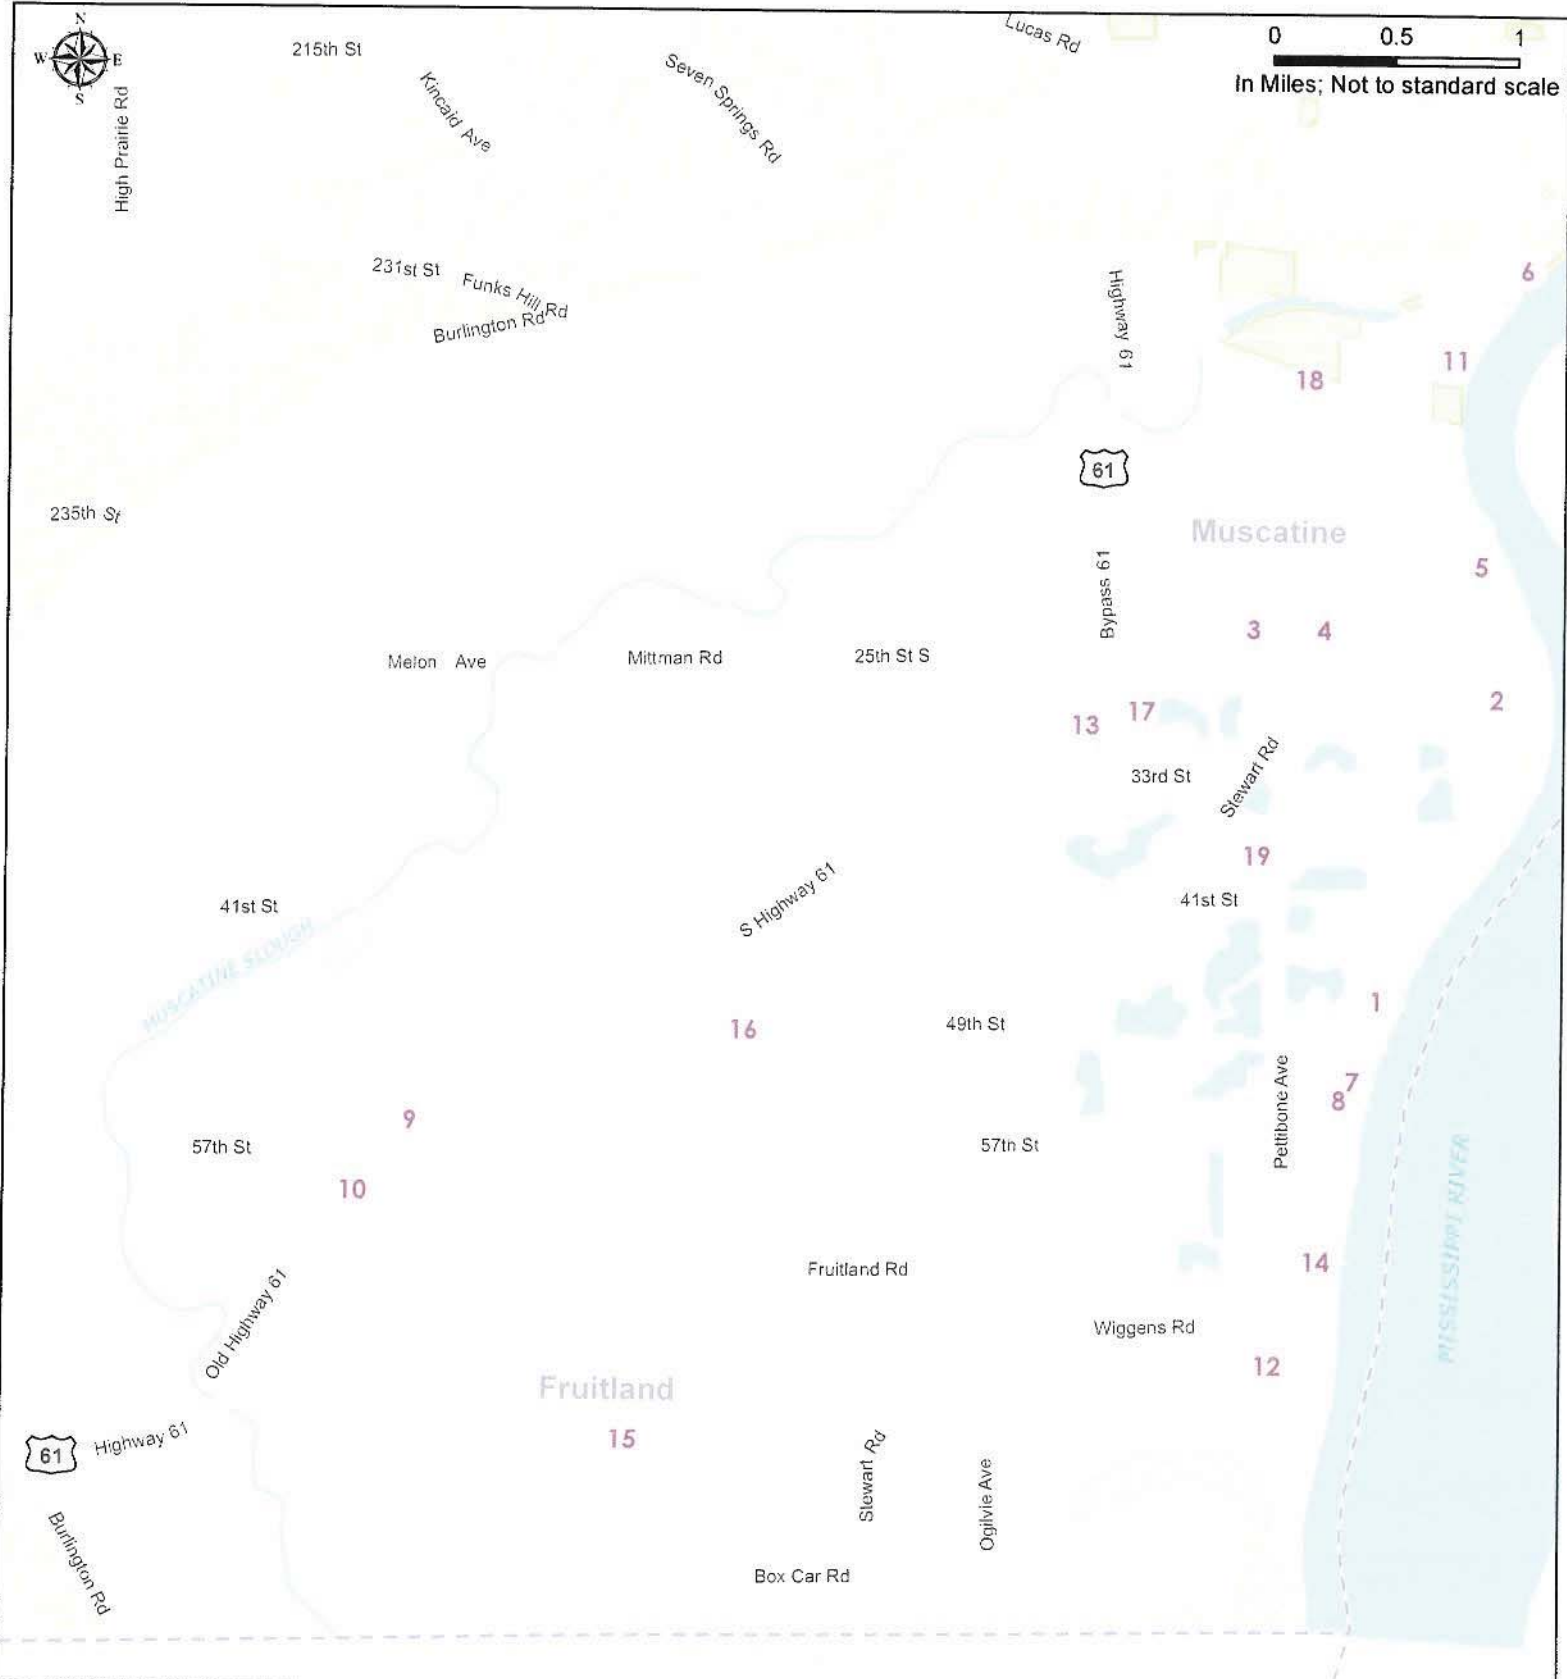 N
W
E
S
215th St
Kincaid Ave
Seven Springs Rd
Lucas Rd
0 0.5 1
In Miles; Not to standard scale
High Prairie Rd
231st St
Funks Hill Rd
Burlington Rd
Highway 61
6
11
18
61
235th St
Muscatine
5
Bypass 61
3
4
Melon Ave
Mittman Rd
25th St S
2
13
17
33rd St
Stewart Rd
19
S Highway 61
41st St
41st St
MUSCATINE SLOUGH
1
16
49th St
7
8
Pettibone Ave
9
57th St
57th St
10
MISSISSIPPI RIVER
14
Fruitland Rd
Old Highway 61
Wiggens Rd
12
Fruitland
15
61
Highway 61
Stewart Rd
Ogilvie Ave
Burlington Rd
Box Car Rd